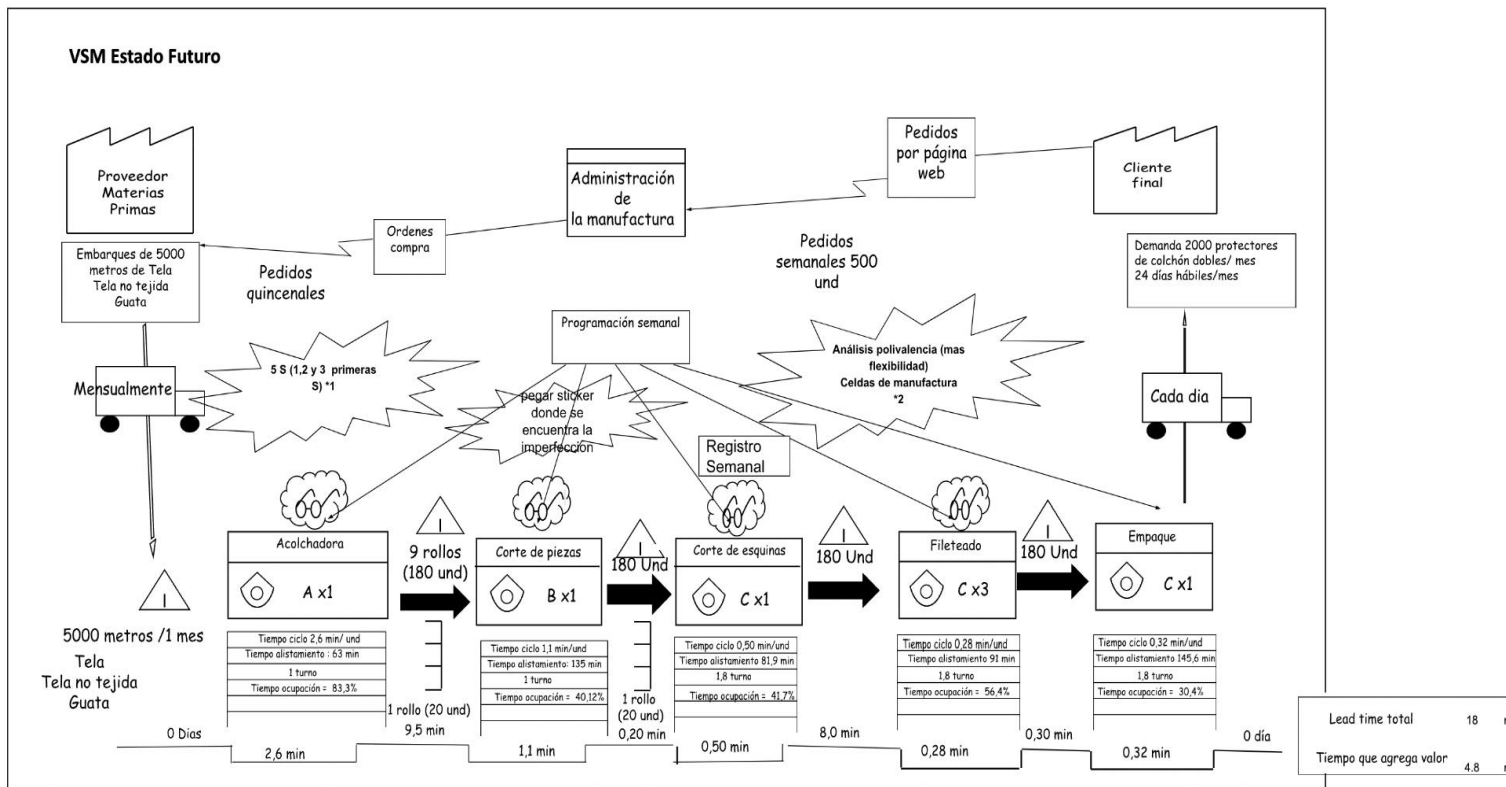 VSM Estado Futuro
Proveedor
Materias
Primas
Administración
de
la manufactura
Pedidos
por página
web
Cliente
final
Ordenes
compra
Embarques de 5000
metros de Tela
Tela no tejida
Guata
Pedidos
quincenales
Pedidos
semanales 500
und
Demanda 2000 protectores
de colchón dobles/ mes
24 días hábiles/mes
Programación semanal
Mensualmente
5 S (1,2 y 3 primeras
S) *1
pegar sticker
donde se
encuentra la
imperfección
Análisis polivalencia (mas
flexibilidad)
Celdas de manufactura
*2
Cada dia
Registro
Semanal
I
5000 metros /1 mes
Tela
Tela no tejida
Guata
Acolchadora
A x1
Tiempo ciclo 2,6 min/ und
Tiempo alistamiento : 63 min
1 turno
Tiempo ocupación = 83,3%
I
9 rollos
(180 und)
1 rollo (20 und)
Corte de piezas
B x1
Tiempo ciclo 1,1 min/und
Tiempo alistamiento: 135 min
1 turno
Tiempo ocupación = 40,12%
I
180 Und
1 rollo
(20 und)
Corte de esquinas
C x1
Tiempo ciclo 0,50 min/und
Tiempo alistamiento 81,9 min
1,8 turno
Tiempo ocupación = 41,7%
I
180 Und
Fileteado
C x3
Tiempo ciclo 0,28 min/und
Tiempo alistamiento 91 min
1,8 turno
Tiempo ocupación = 56,4%
I
180 Und
Empaque
C x1
Tiempo ciclo 0,32 min/und
Tiempo alistamiento 145,6 min
1,8 turno
Tiempo ocupación = 30,4%
0 Dias
2,6 min
9,5 min
1,1 min
0,20 min
0,50 min
8,0 min
0,28 min
0,30 min
0,32 min
0 día
Lead time total 18
Tiempo que agrega valor 4.8